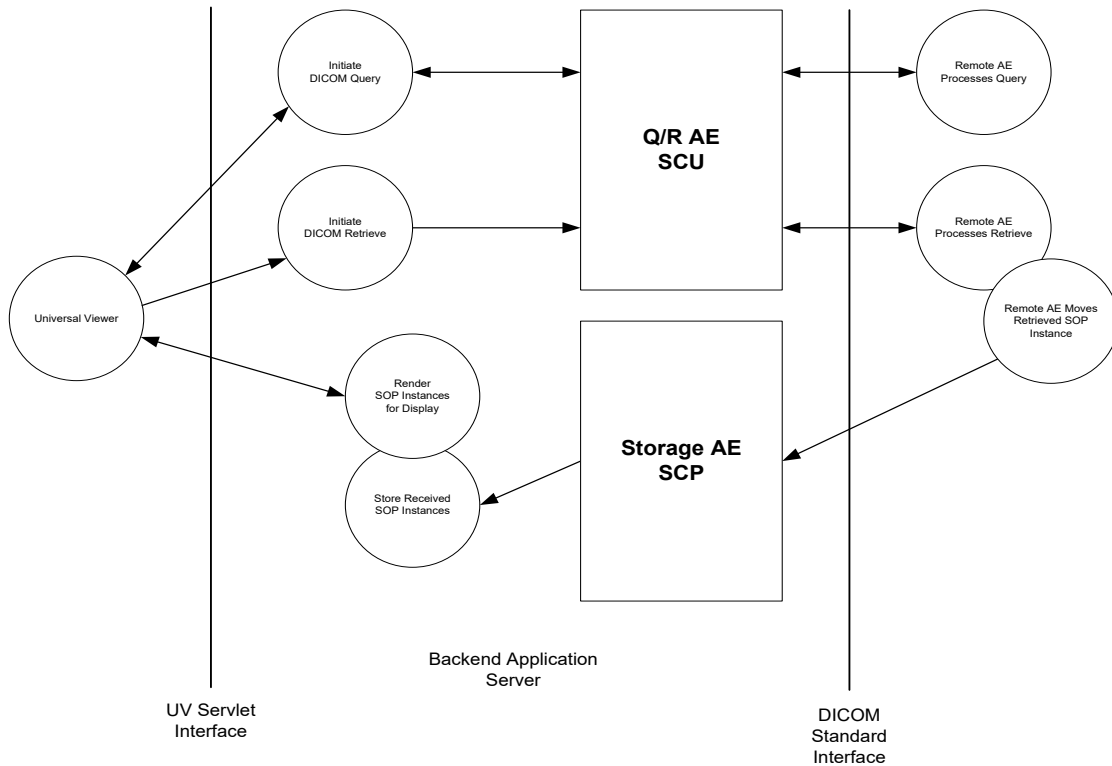 Initiate
DICOM Query
Q/R AE
SCU
Remote AE
Processes Query
Initiate
DICOM Retrieve
Remote AE
Processes Retrieve
Universal Viewer
Remote AE Moves
Retrieved SOP
Instance
Render
SOP Instances
for Display
Storage AE
SCP
Store Received
SOP Instances
Backend Application
Server
UV Servlet
Interface
DICOM
Standard
Interface